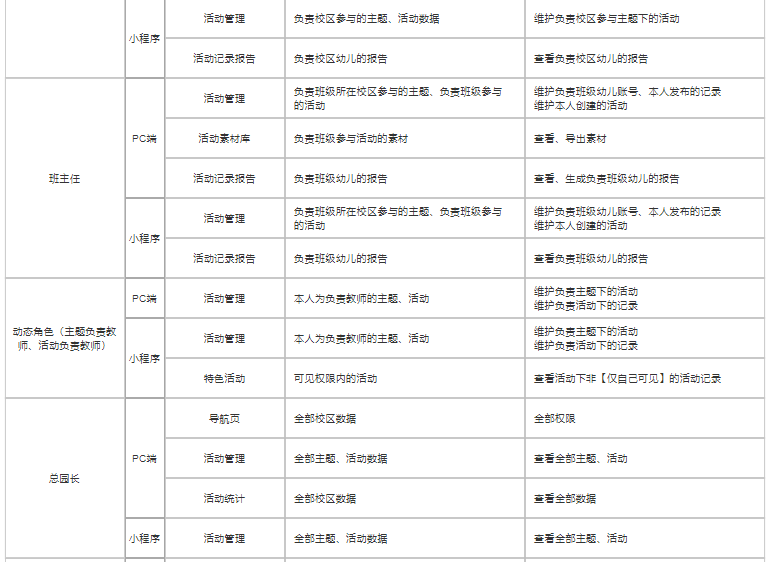 小程序
活动管理
负责校区参与的主题、活动数据
维护负责校区参与主题下的活动
活动记录报告
负责校区幼儿的报告
查看负责校区幼儿的报告
班主任
PC端
活动管理
负责班级所在校区参与的主题、负责班级参与
的活动
维护负责班级幼儿账号、本人发布的记录
维护本人创建的活动
活动素材库
负责班级参与活动的素材
查看、导出素材
活动记录报告
负责班级幼儿的报告
查看、生成负责班级幼儿的报告
小程序
活动管理
负责班级所在校区参与的主题、负责班级参与
的活动
维护负责班级幼儿账号、本人发布的记录
维护本人创建的活动
活动记录报告
负责班级幼儿的报告
查看负责班级幼儿的报告
动态角色（主题负责教
师、活动负责教师）
PC端
活动管理
本人为负责教师的主题、活动
维护负责主题下的活动
维护负责活动下的记录
小程序
活动管理
本人为负责教师的主题、活动
维护负责主题下的活动
维护负责活动下的记录
特色活动
可见权限内的活动
查看活动下非【仅自己可见】的活动记录
总园长
PC端
导航页
全部校区数据
全部权限
活动管理
全部主题、活动数据
查看全部主题、活动
活动统计
全部校区数据
查看全部数据
小程序
活动管理
全部主题、活动数据
查看全部主题、活动